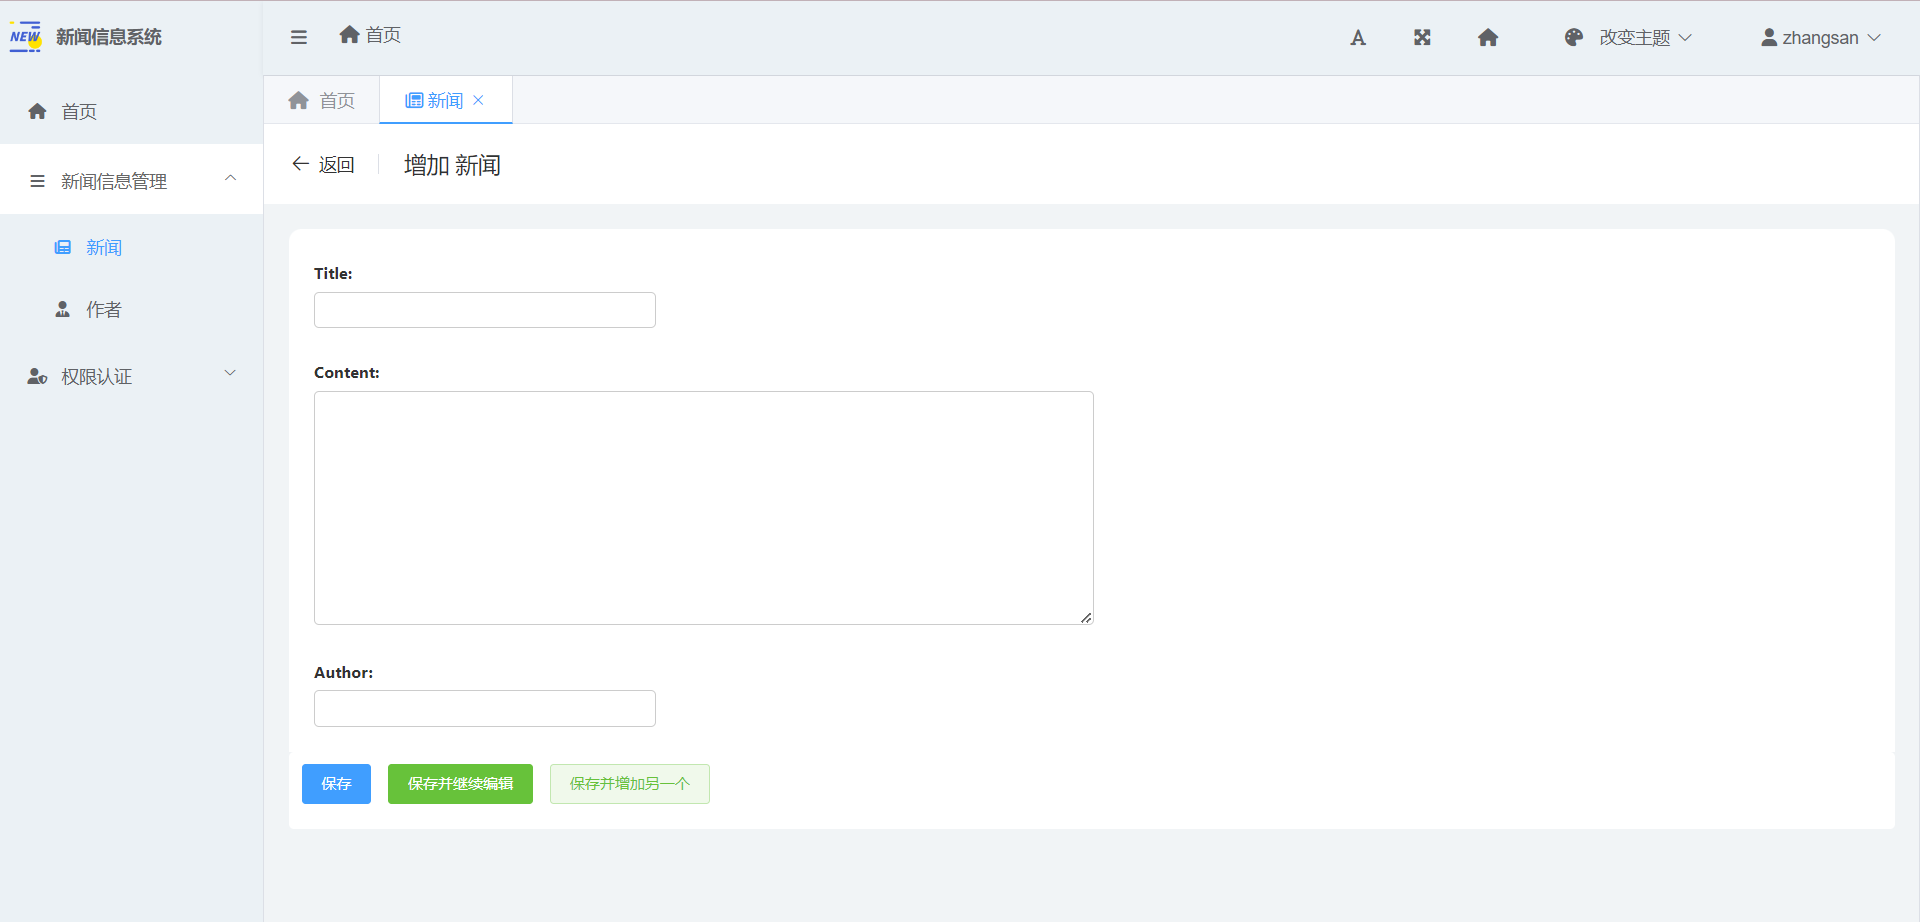 NEW 新闻信息系统
首页
改变主题
zhangsan
首页
新闻信息管理
新闻
作者
权限认证
首页
新闻
返回
增加 新闻
Title:
Content:
Author:
保存
保存并继续编辑
保存并增加另一个